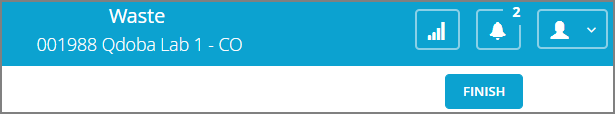 Waste
001988 Qdoba Lab 1 - CO
2
FINISH